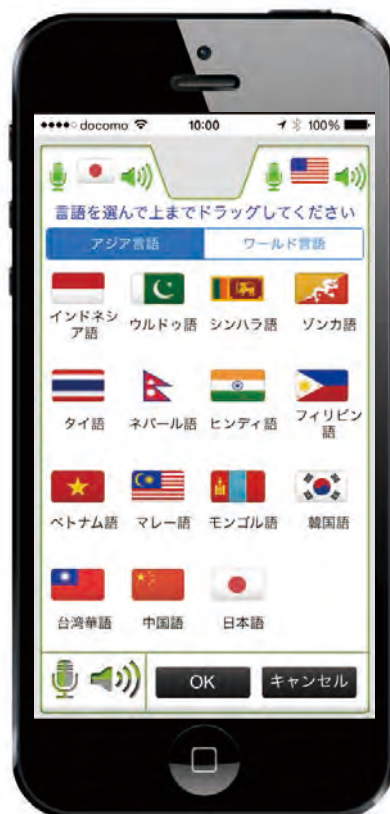 docomo 10:00 100%
言語を選んで上までドラッグしてください
アジア言語 ワールド言語
インドネシ
ア語
ウルドゥ語 シンハラ語 ゾンカ語
タイ語 ネパール語 ヒンディ語
フィリピン
語
ベトナム語 マレー語 モンゴル語 韓国語
台湾華語 中国語 日本語
OK キャンセル